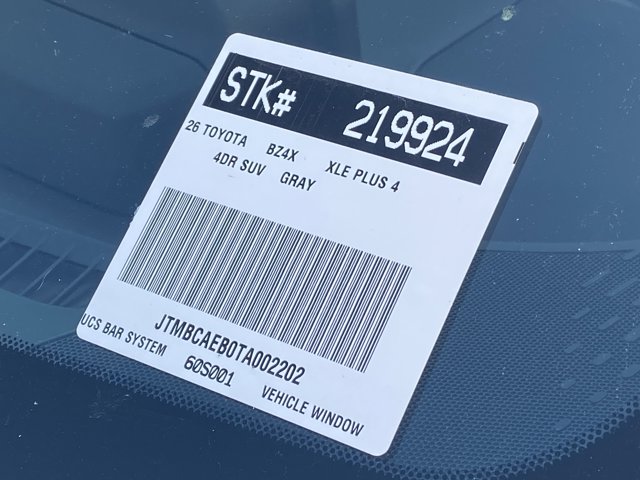 STK# 219924
26 TOYOTA BZ4X XLE PLUS 4
4DR SUV GRAY
JTMBCAEB0TA002202
UCS BAR SYSTEM 60S001 VEHICLE WINDOW